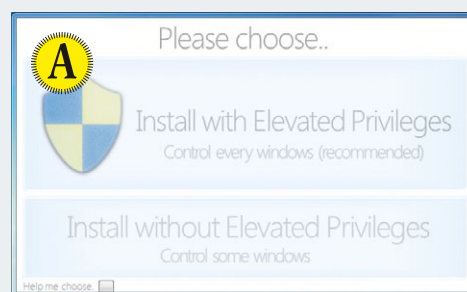 Please choose..
A
Install with Elevated Privileges
Control every windows (recommended)
Install without Elevated Privileges
Control some windows
Help me choose.